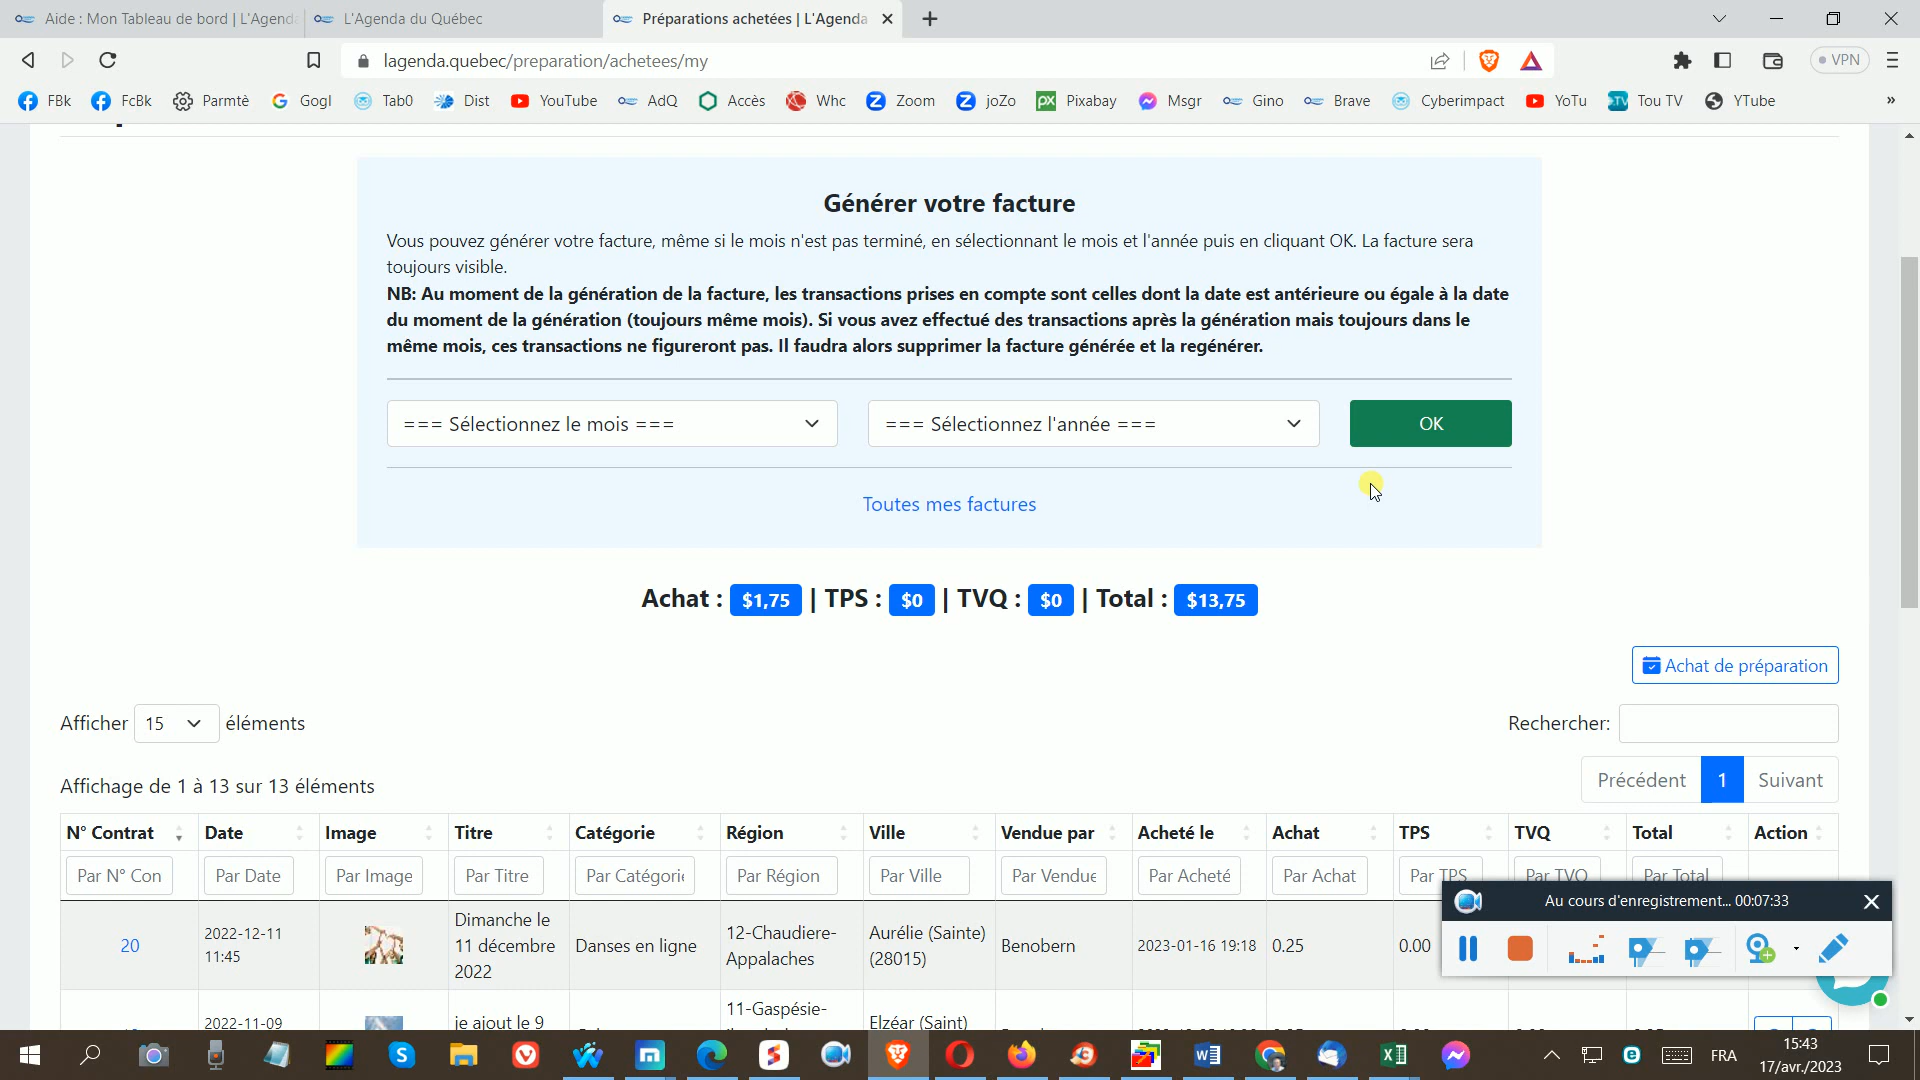 Aide : Mon Tableau de bord | L'Agend
L'Agenda du Québec
Préparations achetées | L'Agenda
lagenda.quebec/preparation/achetees/my
VPN
FBk
FcBk
Parmtè
Gogl
Tab0
Dist
YouTube
AdQ
Accès
Whc
Zoom
joZo
Pixabay
Msgr
Gino
Brave
Cyberimpact
YoTu
Tou TV
YTube
»
Générer votre facture
Vous pouvez générer votre facture, même si le mois n'est pas terminé, en sélectionnant le mois et l'année puis en cliquant OK. La facture sera
toujours visible.
NB: Au moment de la génération de la facture, les transactions prises en compte sont celles dont la date est antérieure ou égale à la date
du moment de la génération (toujours même mois). Si vous avez effectué des transactions après la génération mais toujours dans le
même mois, ces transactions ne figureront pas. Il faudra alors supprimer la facture générée et la regénérer.
=== Sélectionnez le mois ===
=== Sélectionnez l'année ===
OK
Toutes mes factures
Achat : $1,75 | TPS : $0 | TVQ : $0 | Total : $13,75
Achat de préparation
Afficher 15 éléments
Rechercher:
Affichage de 1 à 13 sur 13 éléments
Précédent 1 Suivant
N° Contrat Date Image Titre Catégorie Région Ville Vendue par Acheté le Achat TPS TVQ Total Action
Par N° Con Par Date Par Image Par Titre Par Catégori Par Région Par Ville Par Vendue Par Acheté Par Achat Par TPS Par TVQ Par Total
20
2022-12-11
11:45
Dimanche le
11 décembre
2022
Danses en ligne
12-Chaudiere-
Appalaches
Aurélie (Sainte)
(28015)
Benobern
2023-01-16 19:18
0.25
0.00
2022-11-09
je ajout le 9
11-Gaspésie-
Elzéar (Saint)
Au cours d'enregistrement... 00:07:33
FRA
15:43
17/avr./2023